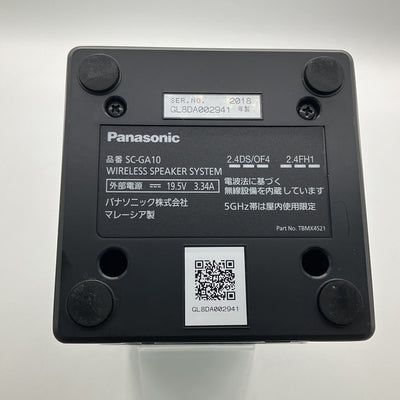 SER.NO. 2018
GL8DA002941 年製
Panasonic
品番 SC-GA10 2.4DS/OF4 2.4FH1
WIRELESS SPEAKER SYSTEM
電波法に基づく
外部電源 19.5V 3.34A
無線設備を内蔵しています
パナソニック株式会社
5GHz帯は屋内使用限定
マレーシア製
Part No. TBMX4521
GL8DA002941